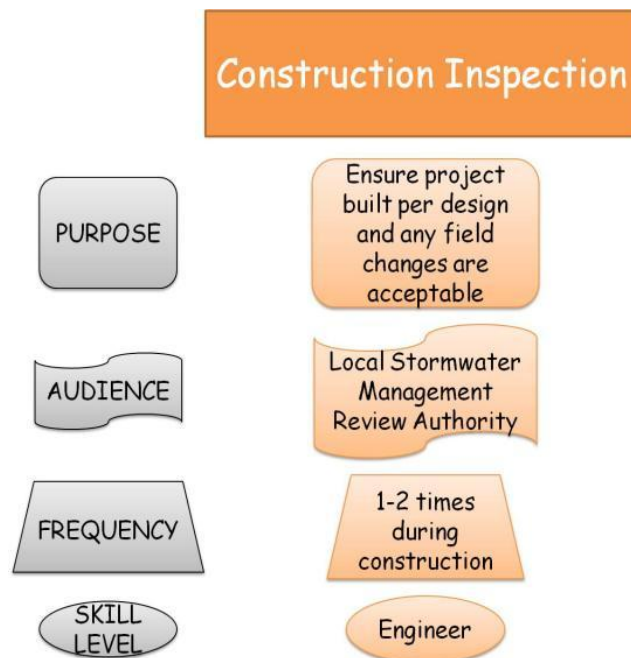 Construction Inspection
PURPOSE
Ensure project
built per design
and any field
changes are
acceptable
AUDIENCE
Local Stormwater
Management
Review Authority
FREQUENCY
1-2 times
during
construction
SKILL
LEVEL
Engineer